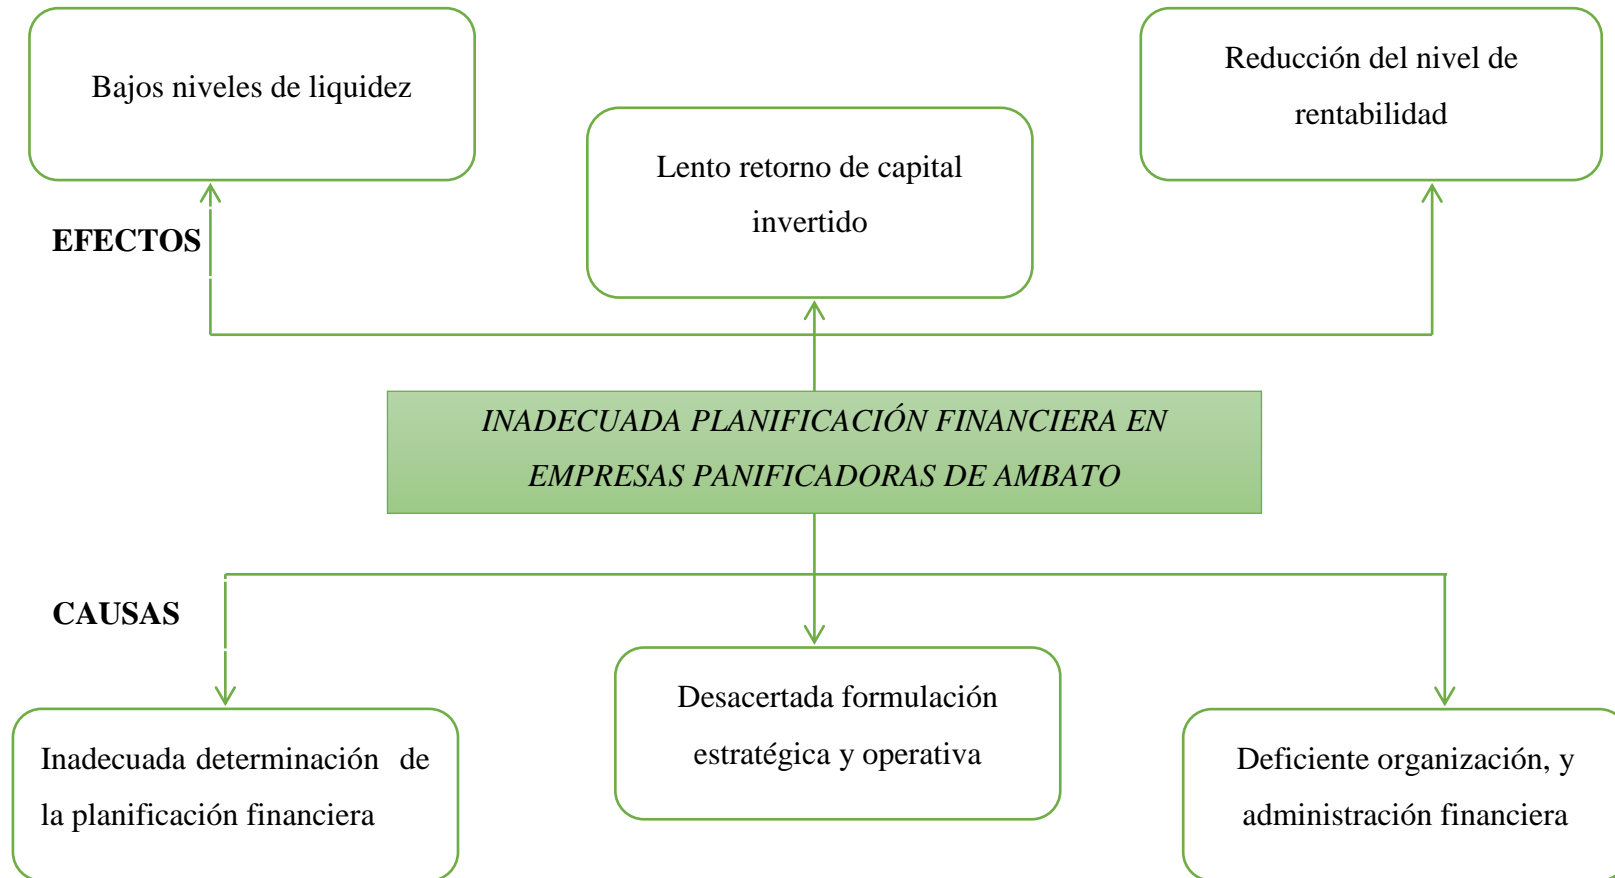 Bajos niveles de liquidez
Reducción del nivel de
rentabilidad
Lento retorno de capital
invertido
EFECTOS
INADECUADA PLANIFICACIÓN FINANCIERA EN
EMPRESAS PANIFICADORAS DE AMBATO
CAUSAS
Inadecuada determinación de
la planificación financiera
Desacertada formulación
estratégica y operativa
Deficiente organización, y
administración financiera